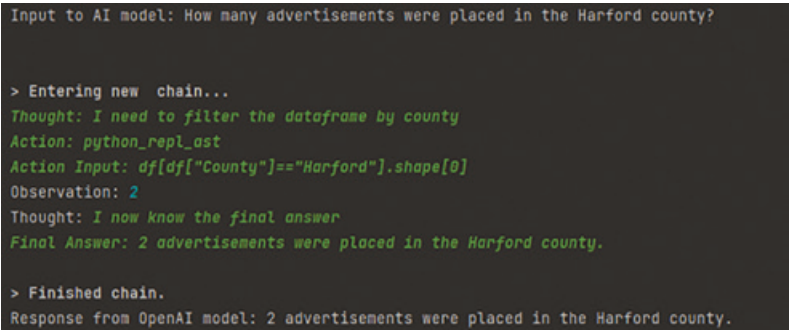 Input to AI model: How many advertisements were placed in the Harford county?
> Entering new  chain...
Thought: I need to filter the dataframe by county
Action: python_repl_ast
Action Input: df[df["County"]=="Harford"].shape[0]
Observation: 2
Thought: I now know the final answer
Final Answer: 2 advertisements were placed in the Harford county.
> Finished chain.
Response from OpenAI model: 2 advertisements were placed in the Harford county.